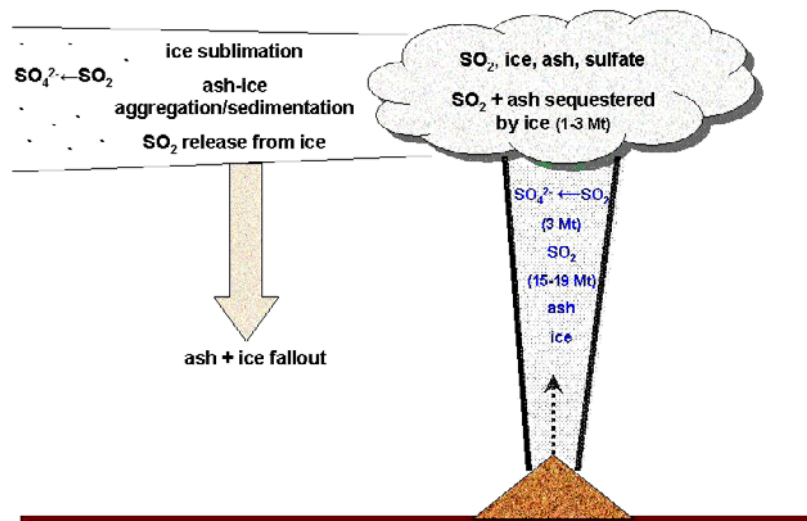 ice sublimation
SO₄²⁻←SO₂
ash-ice
aggregation/sedimentation
SO₂ release from ice
ash + ice fallout
SO₂, ice, ash, sulfate
SO₂ + ash sequestered
by ice (1-3 Mt)
SO₄²⁻ ←SO₂
(3 Mt)
SO₂
(15-19 Mt)
ash
ice